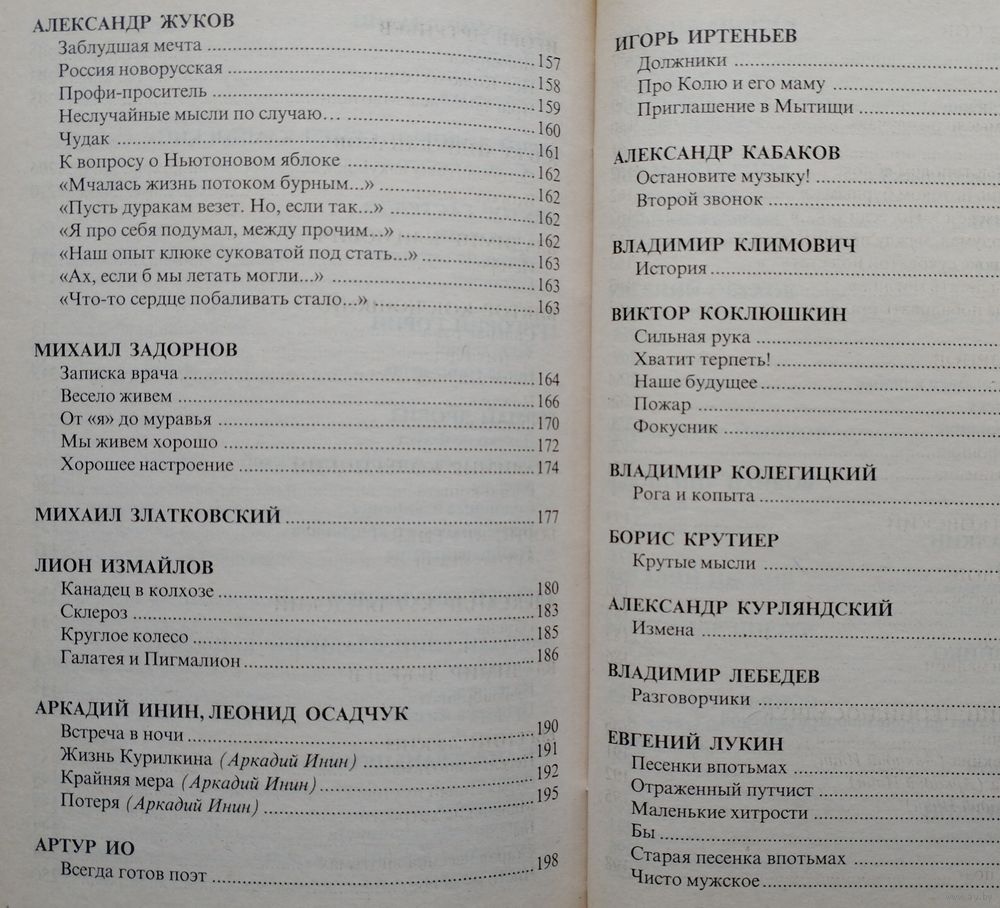 АЛЕКСАНДР ЖУКОВ
Заблудшая мечта ..... 157
Россия новорусская ..... 158
Профи-проситель ..... 159
Неслучайные мысли по случаю... ..... 160
Чудак ..... 161
К вопросу о Ньютоновом яблоке ..... 162
«Мчалась жизнь потоком бурным...» ..... 162
«Пусть дуракам везет. Но, если так...» ..... 162
«Я про себя подумал, между прочим...» ..... 162
«Наш опыт клюке суковатой под стать...» ..... 163
«Ах, если б мы летать могли...» ..... 163
«Что-то сердце побаливать стало...» ..... 163
МИХАИЛ ЗАДОРНОВ
Записка врача ..... 164
Весело живем ..... 166
От «я» до муравья ..... 170
Мы живем хорошо ..... 172
Хорошее настроение ..... 174
МИХАИЛ ЗЛАТКОВСКИЙ ..... 177
ЛИОН ИЗМАЙЛОВ
Канадец в колхозе ..... 180
Склероз ..... 183
Круглое колесо ..... 185
Галатея и Пигмалион ..... 186
АРКАДИЙ ИНИН, ЛЕОНИД ОСАДЧУК
Встреча в ночи ..... 190
Жизнь Курилкина (Аркадий Инин) ..... 191
Крайняя мера (Аркадий Инин) ..... 192
Потеря (Аркадий Инин) ..... 195
АРТУР ИО
Всегда готов поэт ..... 198
ИГОРЬ ИРТЕНЬЕВ
Должники .....
Про Колю и его маму .....
Приглашение в Мытищи .....
АЛЕКСАНДР КАБАКОВ
Остановите музыку! .....
Второй звонок .....
ВЛАДИМИР КЛИМОВИЧ
История .....
ВИКТОР КОКЛЮШКИН
Сильная рука .....
Хватит терпеть! .....
Наше будущее .....
Пожар .....
Фокусник .....
ВЛАДИМИР КОЛЕГИЦКИЙ
Рога и копыта .....
БОРИС КРУТИЕР
Крутые мысли .....
АЛЕКСАНДР КУРЛЯНДСКИЙ
Измена .....
ВЛАДИМИР ЛЕБЕДЕВ
Разговорчики .....
ЕВГЕНИЙ ЛУКИН
Песенки впотьмах .....
Отраженный путчист .....
Маленькие хитрости .....
Бы .....
Старая песенка впотьмах .....
Чисто мужское .....